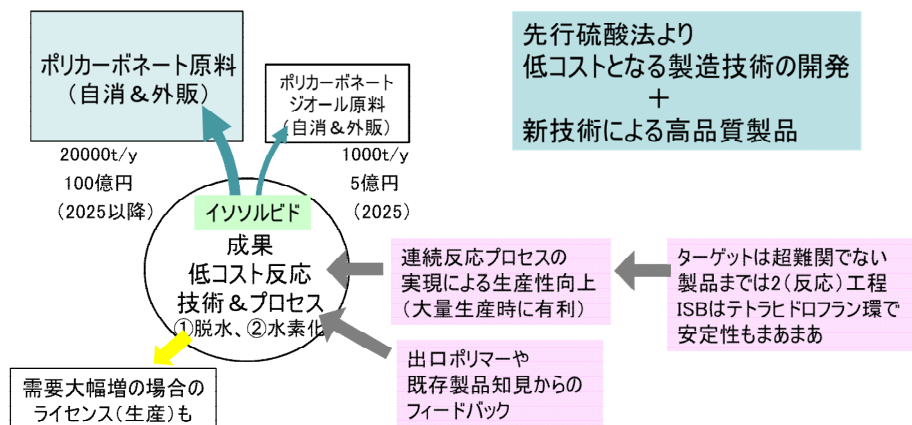 ポリカーボネート原料
(自消＆外販)
20000t/y
100億円
(2025以降)
ポリカーボネート
ジオール原料
(自消＆外販)
1000t/y
5億円
(2025)
先行硫酸法より
低コストとなる製造技術の開発
＋
新技術による高品質製品
イソソルビド
成果
低コスト反応
技術＆プロセス
①脱水、②水素化
連続反応プロセスの
実現による生産性向上
(大量生産時に有利)
ターゲットは超難関でない
製品までは2(反応)工程
ISBはテトラヒドロフラン環で
安定性もまあまあ
出口ポリマーや
既存製品知見からの
フィードバック
需要大幅増の場合の
ライセンス(生産)も